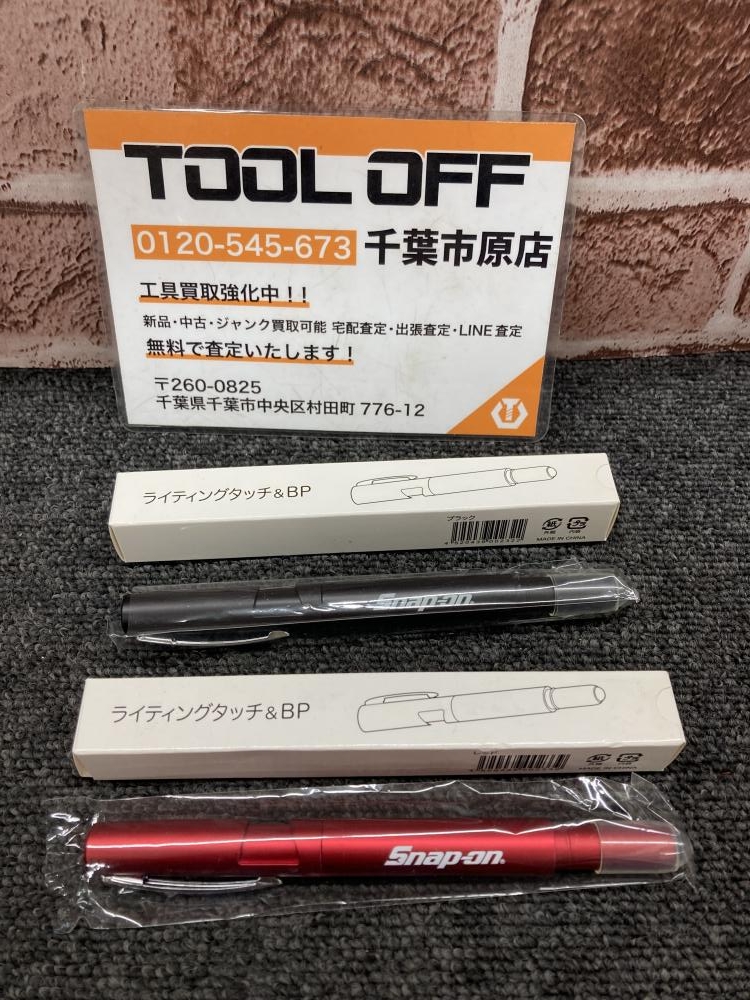 TOOL OFF
0120-545-673 千葉市原店
工具買取強化中！！
新品・中古・ジャンク買取可能 宅配査定・出張査定・LINE査定
無料で査定いたします！
〒260-0825
千葉県千葉市中央区村田町 776-12
ライティングタッチ＆BP
ブラック
MADE IN CHINA
Snap-on
ライティングタッチ＆BP
MADE IN CHINA
Snap-on